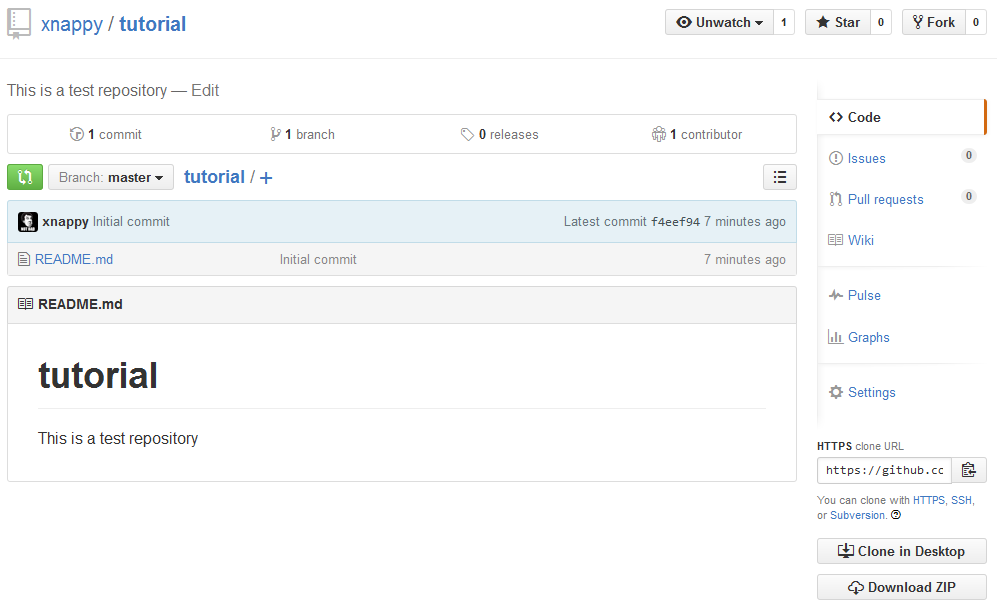 xnappy / tutorial
Unwatch 1 Star 0 Fork 0
This is a test repository — Edit
1 commit 1 branch 0 releases 1 contributor
Branch: master tutorial / +
xnappy Initial commit Latest commit f4eef94 7 minutes ago
README.md Initial commit 7 minutes ago
README.md
tutorial
This is a test repository
Code
Issues 0
Pull requests 0
Wiki
Pulse
Graphs
Settings
HTTPS clone URL
https://github.cc
You can clone with HTTPS, SSH,
or Subversion.
Clone in Desktop
Download ZIP